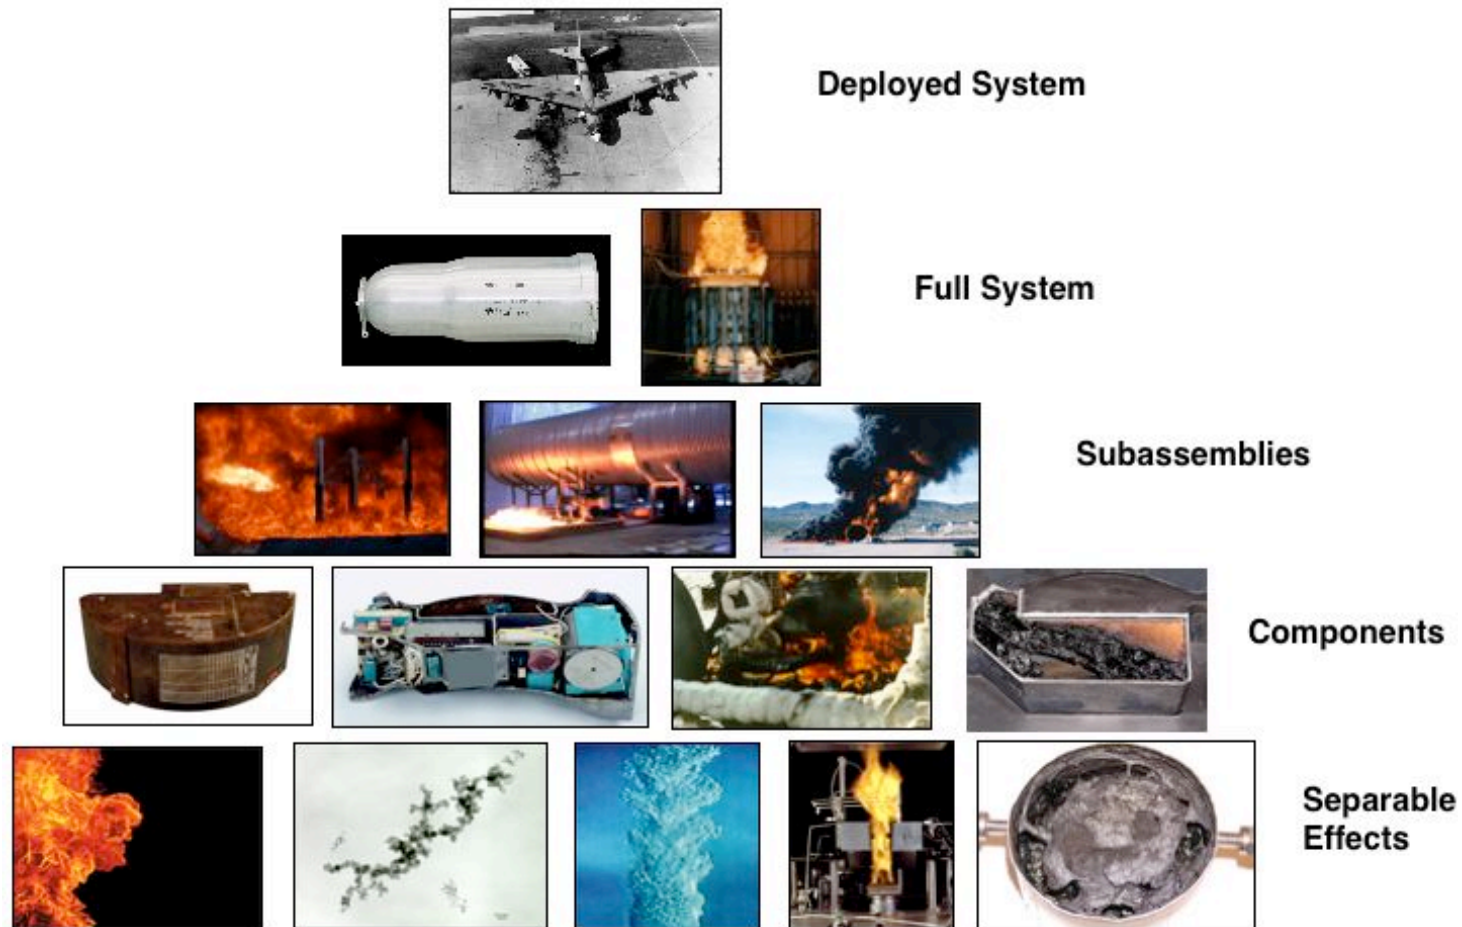 Deployed System
Full System
Subassemblies
Components
Separable
Effects